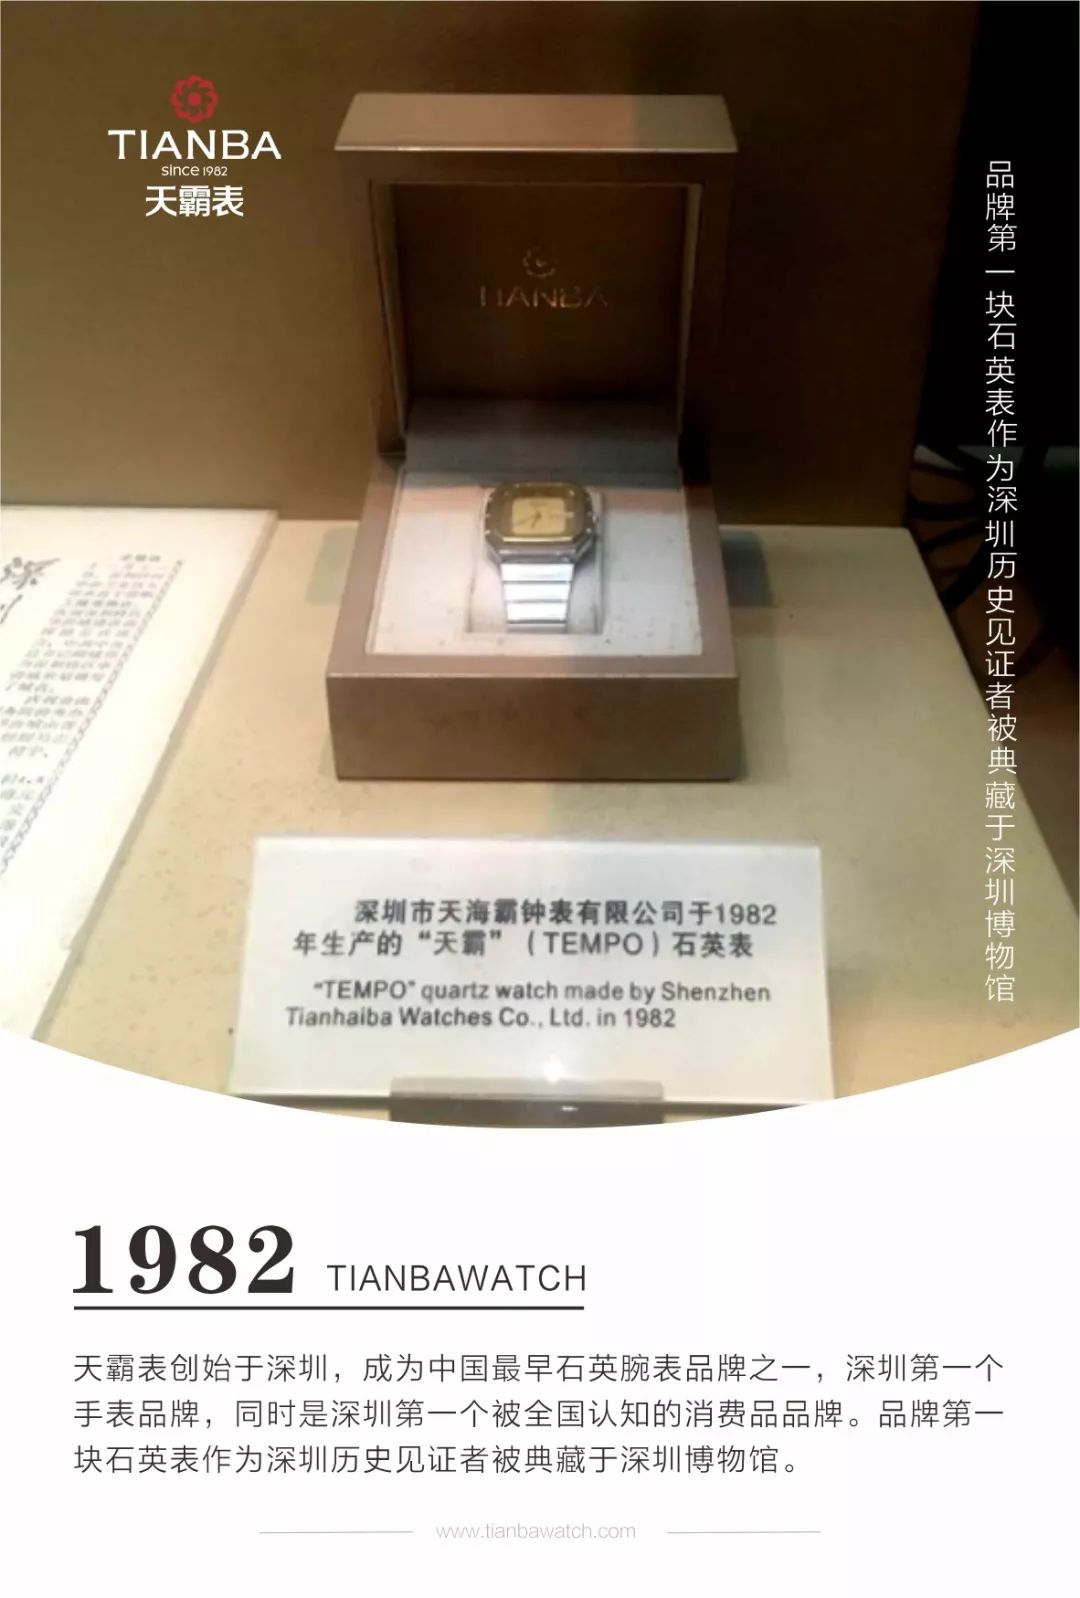 TIANBA
since 1982
天霸表
TIANBA
品牌第一块石英表作为深圳历史见证者被典藏于深圳博物馆
深圳市天海霸钟表有限公司于1982
年生产的“天霸”（TEMPO）石英表
“TEMPO” quartz watch made by Shenzhen
Tianhaiba Watches Co., Ltd. in 1982
1982 TIANBAWATCH
天霸表创始于深圳，成为中国最早石英腕表品牌之一，深圳第一个
手表品牌，同时是深圳第一个被全国认知的消费品品牌。品牌第一
块石英表作为深圳历史见证者被典藏于深圳博物馆。
www.tianbawatch.com